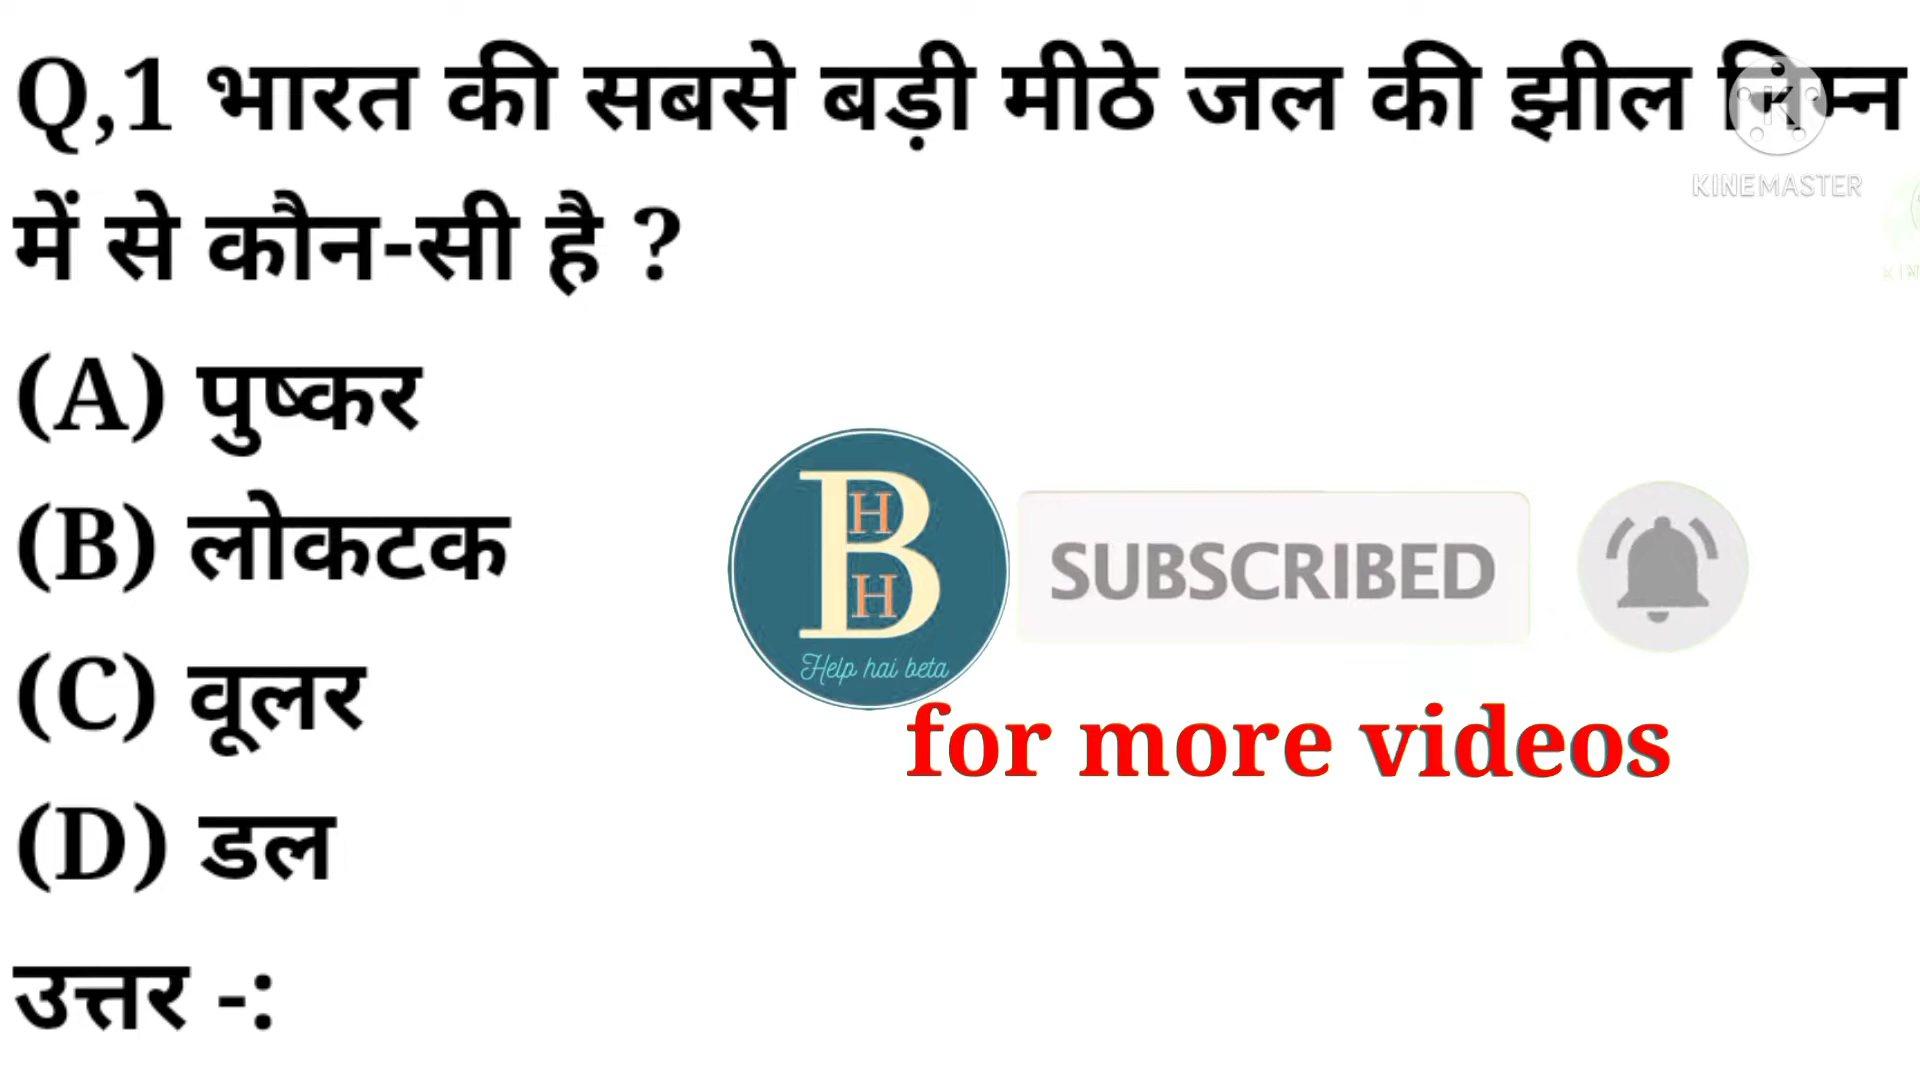 Q,1 भारत की सबसे बड़ी मीठे जल की झील निम्न
KINEMASTER
में से कौन-सी है ?
(A) पुष्कर
(B) लोकटक
(C) वूलर
(D) डल
उत्तर -:
B
H
H
Help hai beta
SUBSCRIBED
for more videos